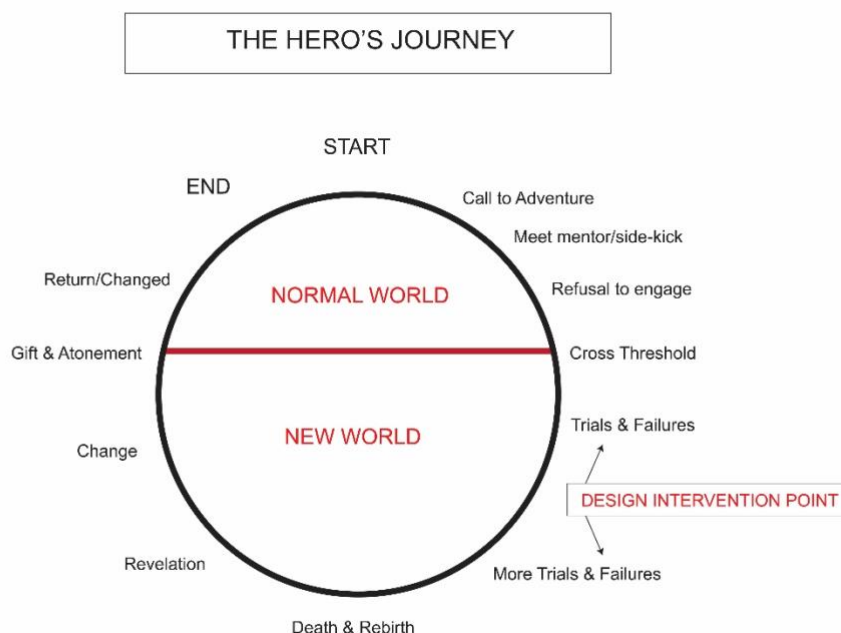 THE HERO'S JOURNEY
START
END
Call to Adventure
Meet mentor/side-kick
Return/Changed
NORMAL WORLD
Refusal to engage
Gift & Atonement
Cross Threshold
NEW WORLD
Trials & Failures
Change
DESIGN INTERVENTION POINT
Revelation
More Trials & Failures
Death & Rebirth